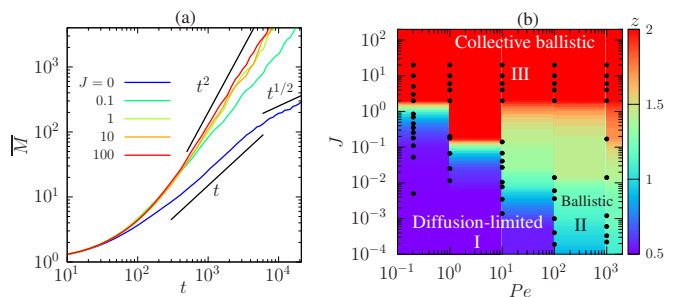 (a)
10³
10²
10¹
10⁰
M
10¹
10²
10³
10⁴
t
J = 0
0.1
1
10
100
t²
t^{1/2}
t
(b)
z
10²
10¹
10⁰
10⁻¹
10⁻²
10⁻³
10⁻⁴
J
10⁻¹
10⁰
10¹
10²
10³
Pe
Collective ballistic
III
Diffusion-limited
I
Ballistic
II
2
1.5
1
0.5